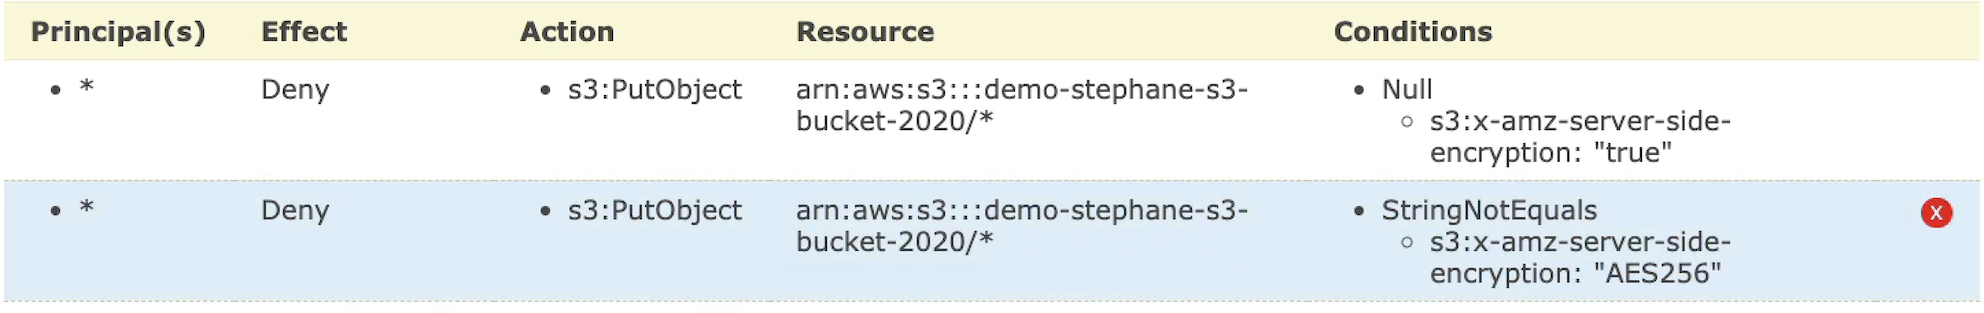 Principal(s) Effect Action Resource Conditions
• * Deny • s3:PutObject arn:aws:s3:::demo-stephane-s3- • Null
bucket-2020/* ○ s3:x-amz-server-side-
encryption: "true"
• * Deny • s3:PutObject arn:aws:s3:::demo-stephane-s3- • StringNotEquals x
bucket-2020/* ○ s3:x-amz-server-side-
encryption: "AES256"